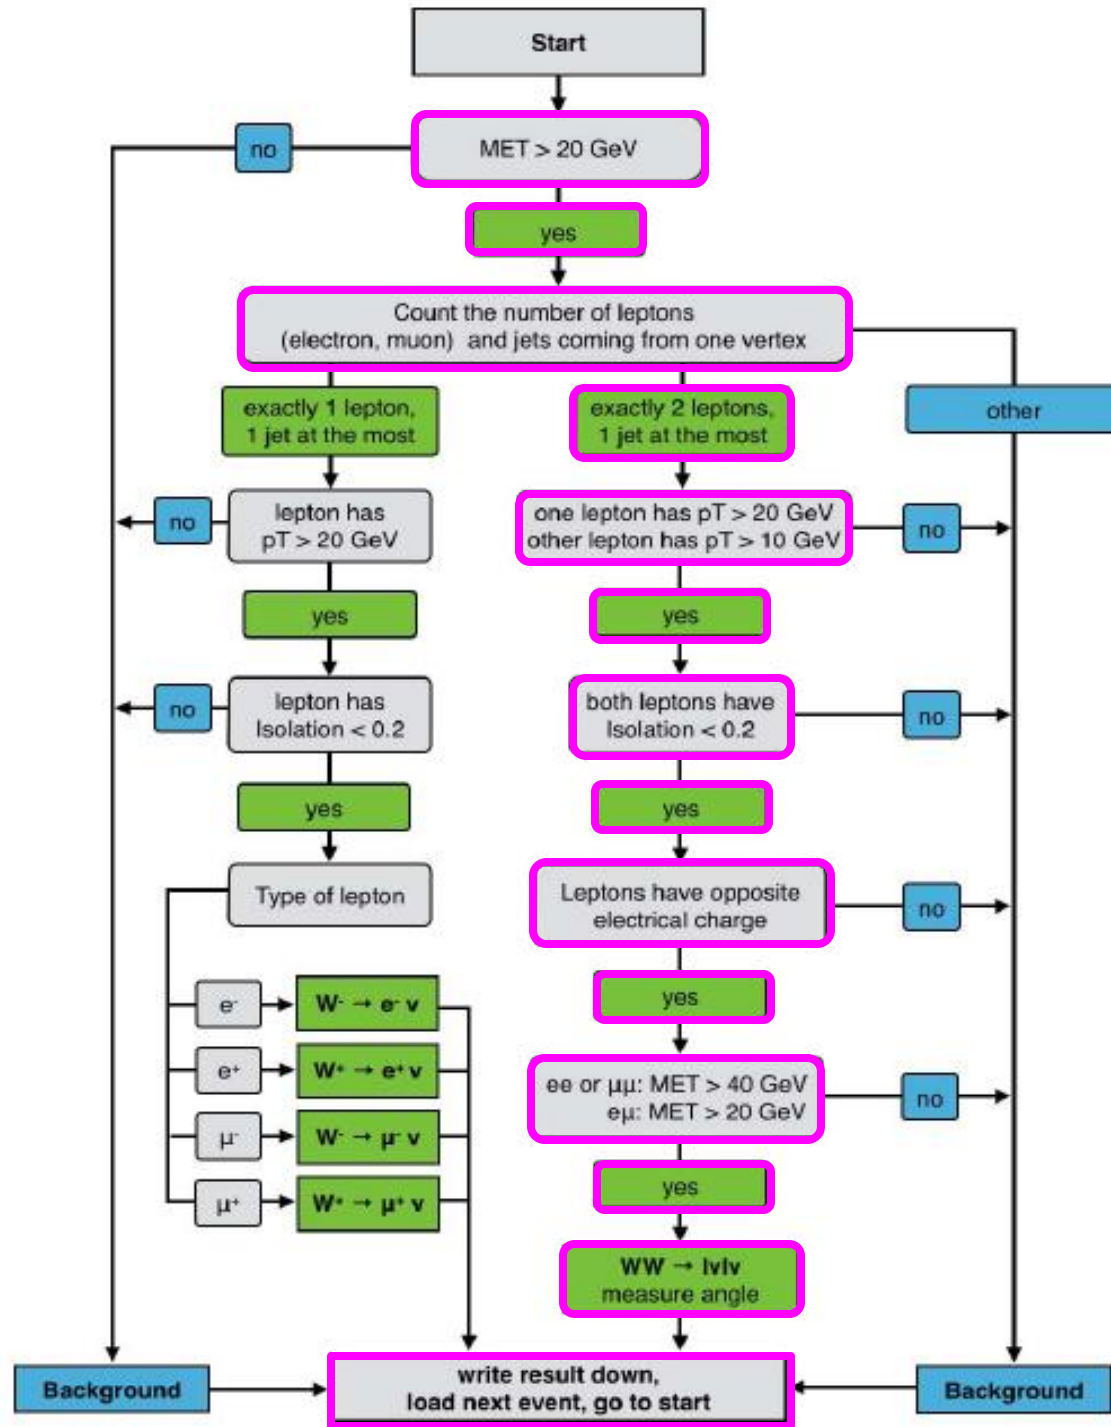 Start
no
MET > 20 GeV
yes
Count the number of leptons
(electron, muon) and jets coming from one vertex
exactly 1 lepton,
1 jet at the most
exactly 2 leptons,
1 jet at the most
other
no
lepton has
pT > 20 GeV
one lepton has pT > 20 GeV
other lepton has pT > 10 GeV
no
yes
yes
no
lepton has
Isolation < 0.2
both leptons have
Isolation < 0.2
no
yes
yes
Type of lepton
Leptons have opposite
electrical charge
no
yes
e⁻
W⁻ → e⁻ ν
e⁺
W⁺ → e⁺ ν
ee or μμ: MET > 40 GeV
eμ: MET > 20 GeV
no
μ⁻
W⁻ → μ⁻ ν
μ⁺
W⁺ → μ⁺ ν
yes
WW → lνlν
measure angle
Background
write result down,
load next event, go to start
Background